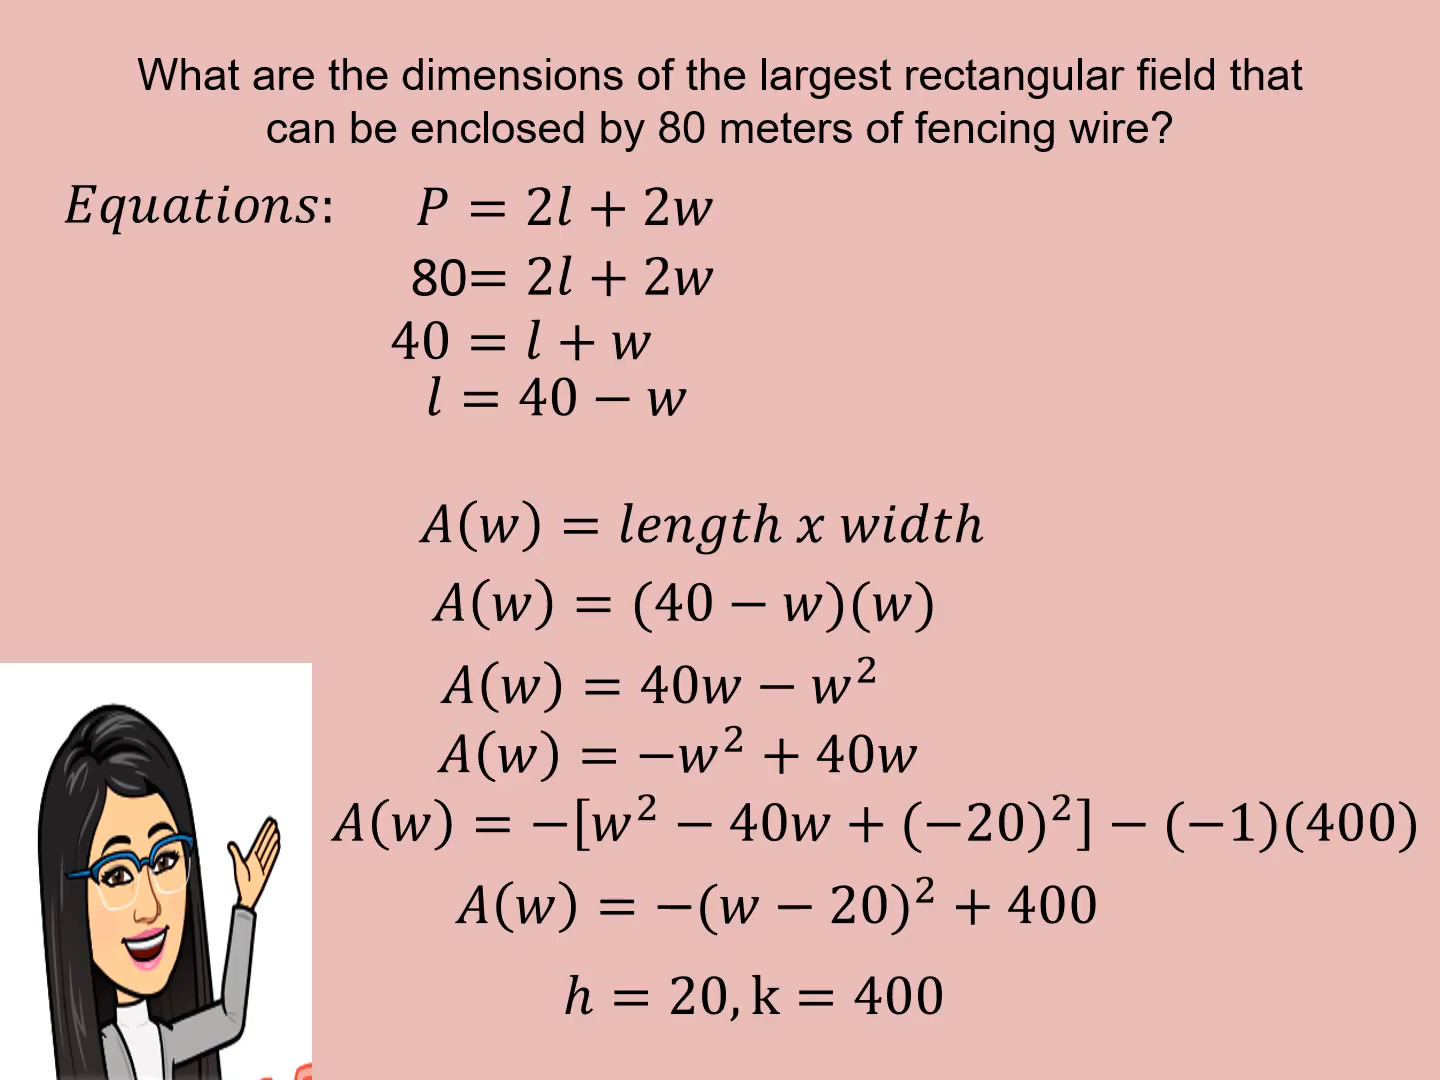 What are the dimensions of the largest rectangular field that
can be enclosed by 80 meters of fencing wire?
Equations: P = 2l + 2w
80= 2l + 2w
40 = l + w
l = 40 − w
A(w) = length x width
A(w) = (40 − w)(w)
A(w) = 40w − w²
A(w) = −w² + 40w
A(w) = −[w² − 40w + (−20)²] − (−1)(400)
A(w) = −(w − 20)² + 400
h = 20, k = 400